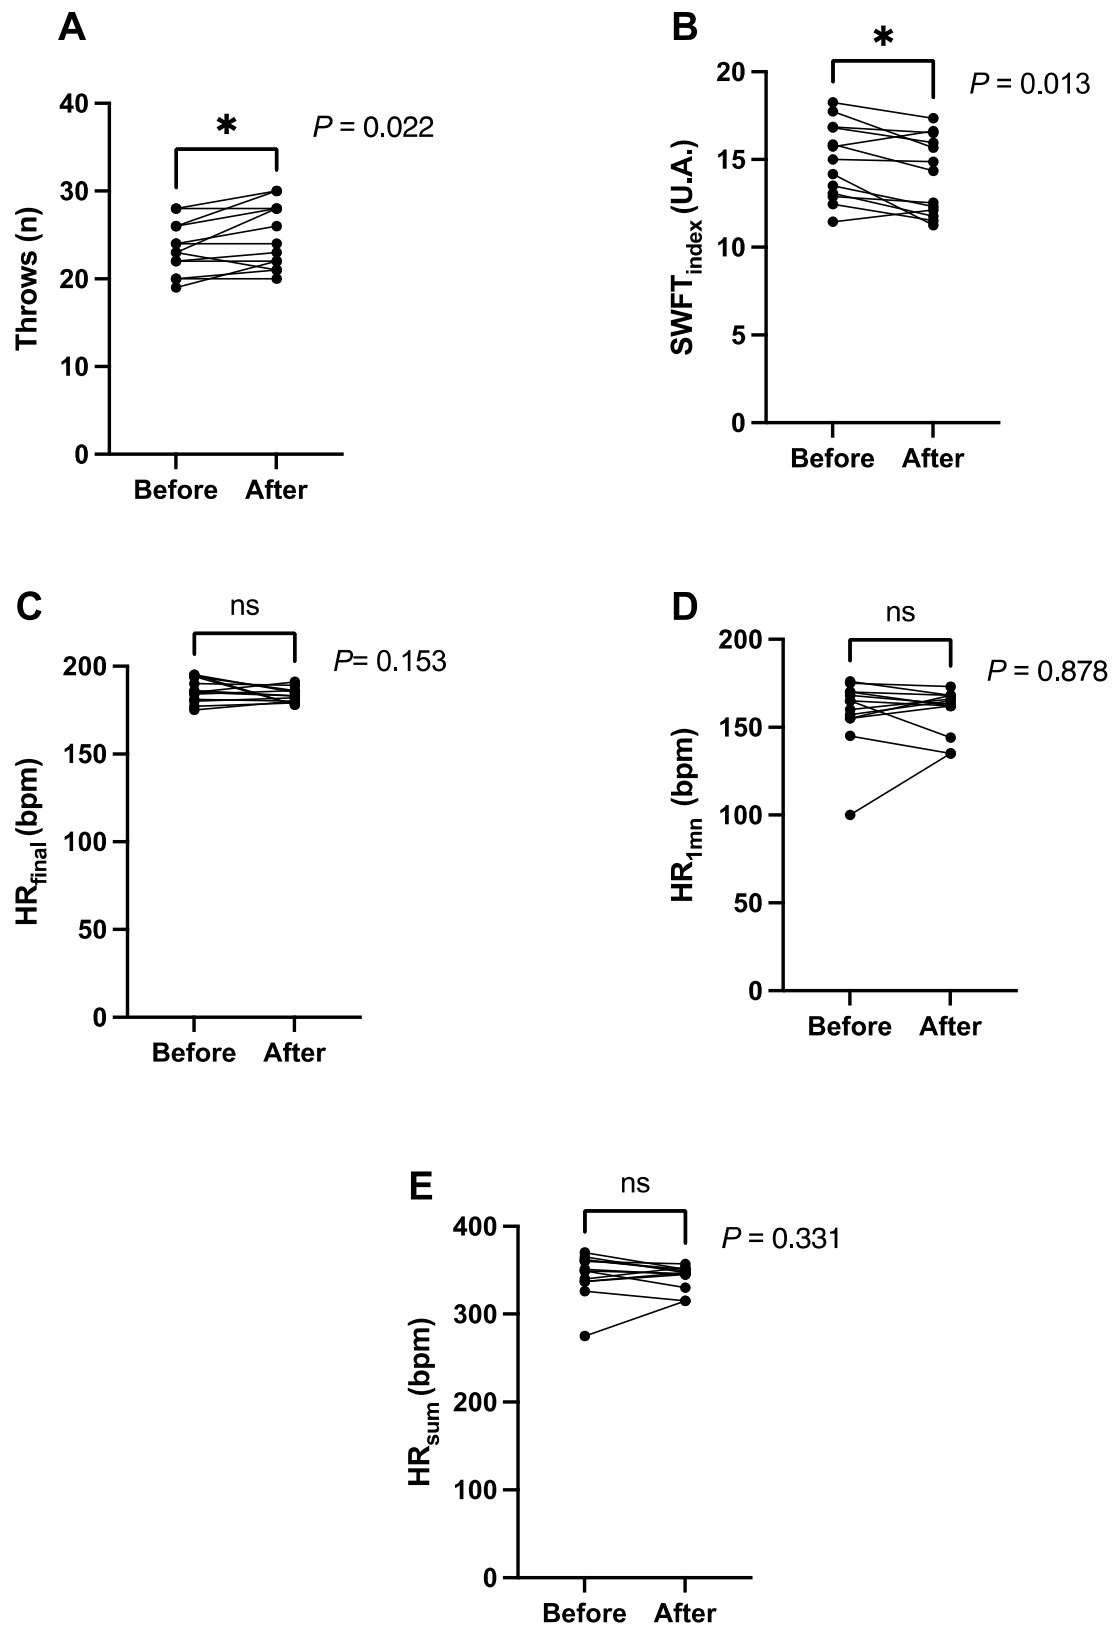 A
*
P = 0.022
Throws (n)
40
30
20
10
0
Before After
B
*
P = 0.013
SWFTindex (U.A.)
20
15
10
5
0
Before After
C
ns
P= 0.153
HRfinal (bpm)
200
150
100
50
0
Before After
D
ns
P = 0.878
HR1mn (bpm)
200
150
100
50
0
Before After
E
ns
P = 0.331
HRsum (bpm)
400
300
200
100
0
Before After